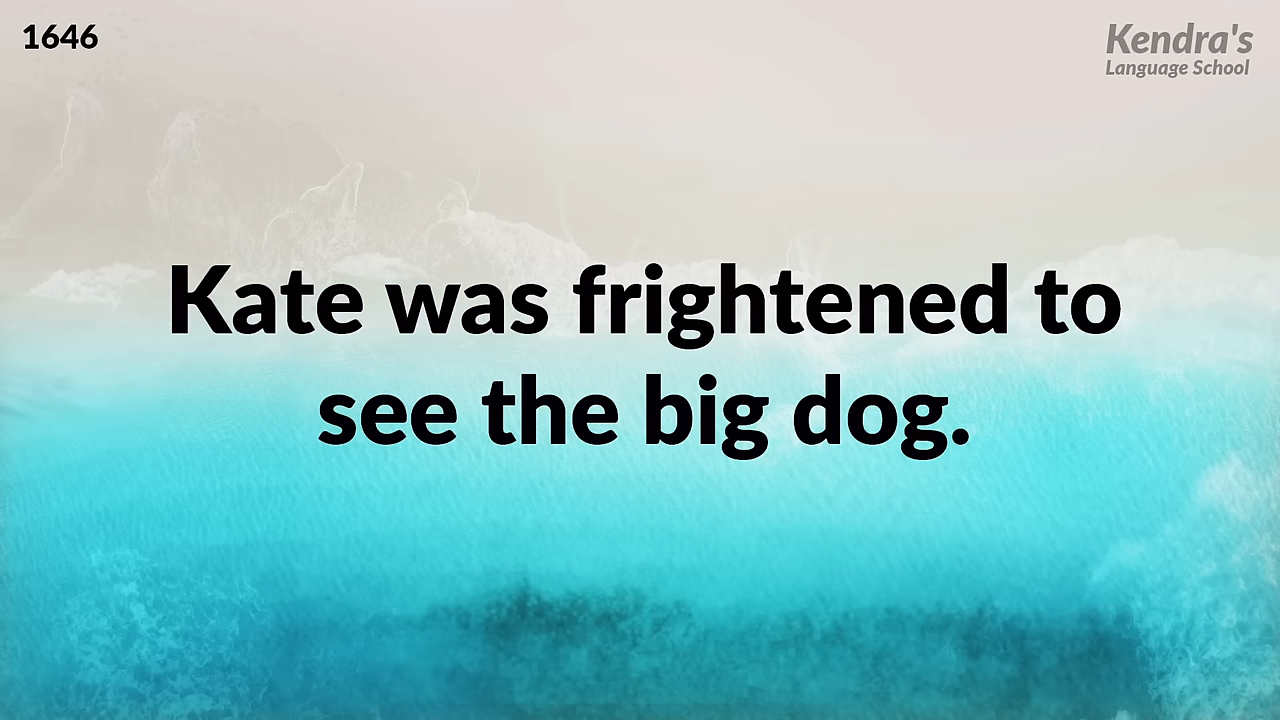 1646
Kendra's
Language School
Kate was frightened to
see the big dog.